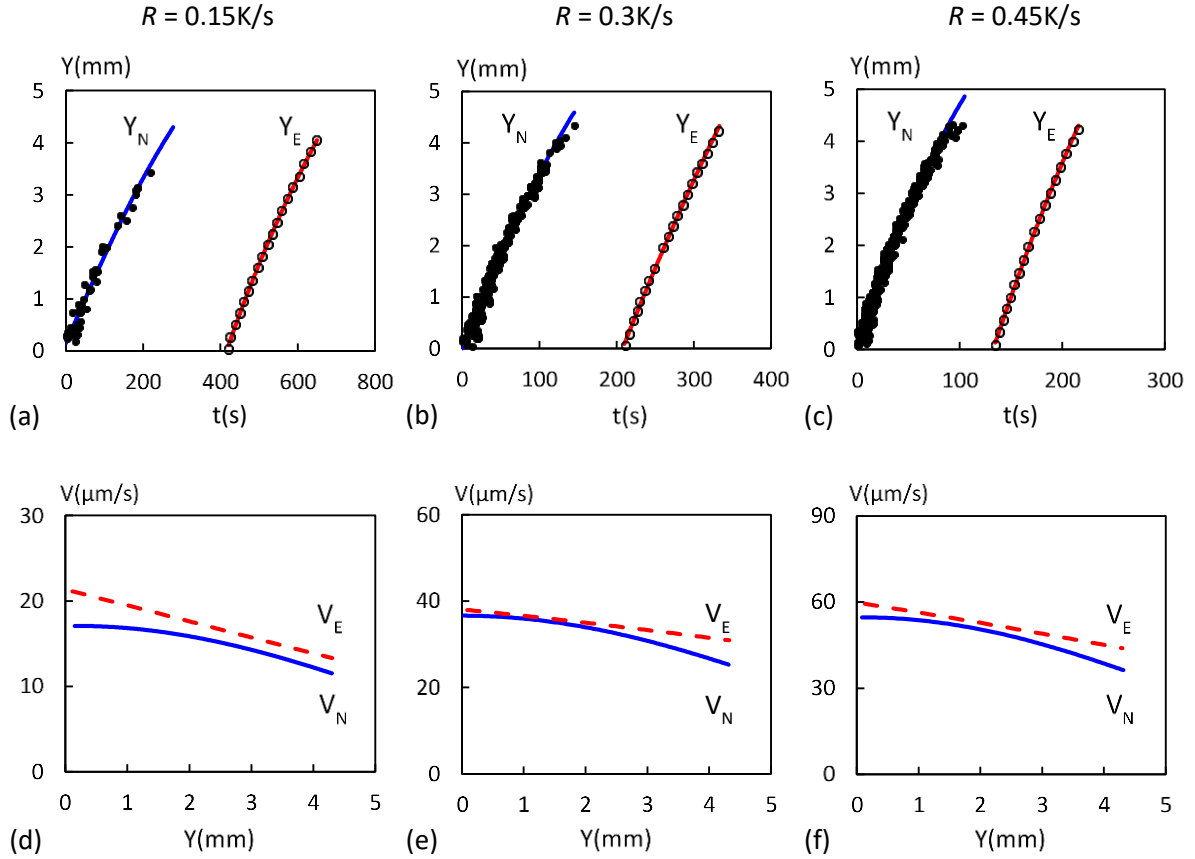 R = 0.15K/s
R = 0.3K/s
R = 0.45K/s
Y(mm)
5
4
3
2
1
0
Y_N
Y_E
0 200 400 600 800
(a)
t(s)
Y(mm)
5
4
3
2
1
0
Y_N
Y_E
0 100 200 300 400
(b)
t(s)
Y(mm)
5
4
3
2
1
0
Y_N
Y_E
0 100 200 300
(c)
t(s)
V(μm/s)
30
20
10
0
V_E
V_N
0 1 2 3 4 5
(d)
Y(mm)
V(μm/s)
60
40
20
0
V_E
V_N
0 1 2 3 4 5
(e)
Y(mm)
V(μm/s)
90
60
30
0
V_E
V_N
0 1 2 3 4 5
(f)
Y(mm)